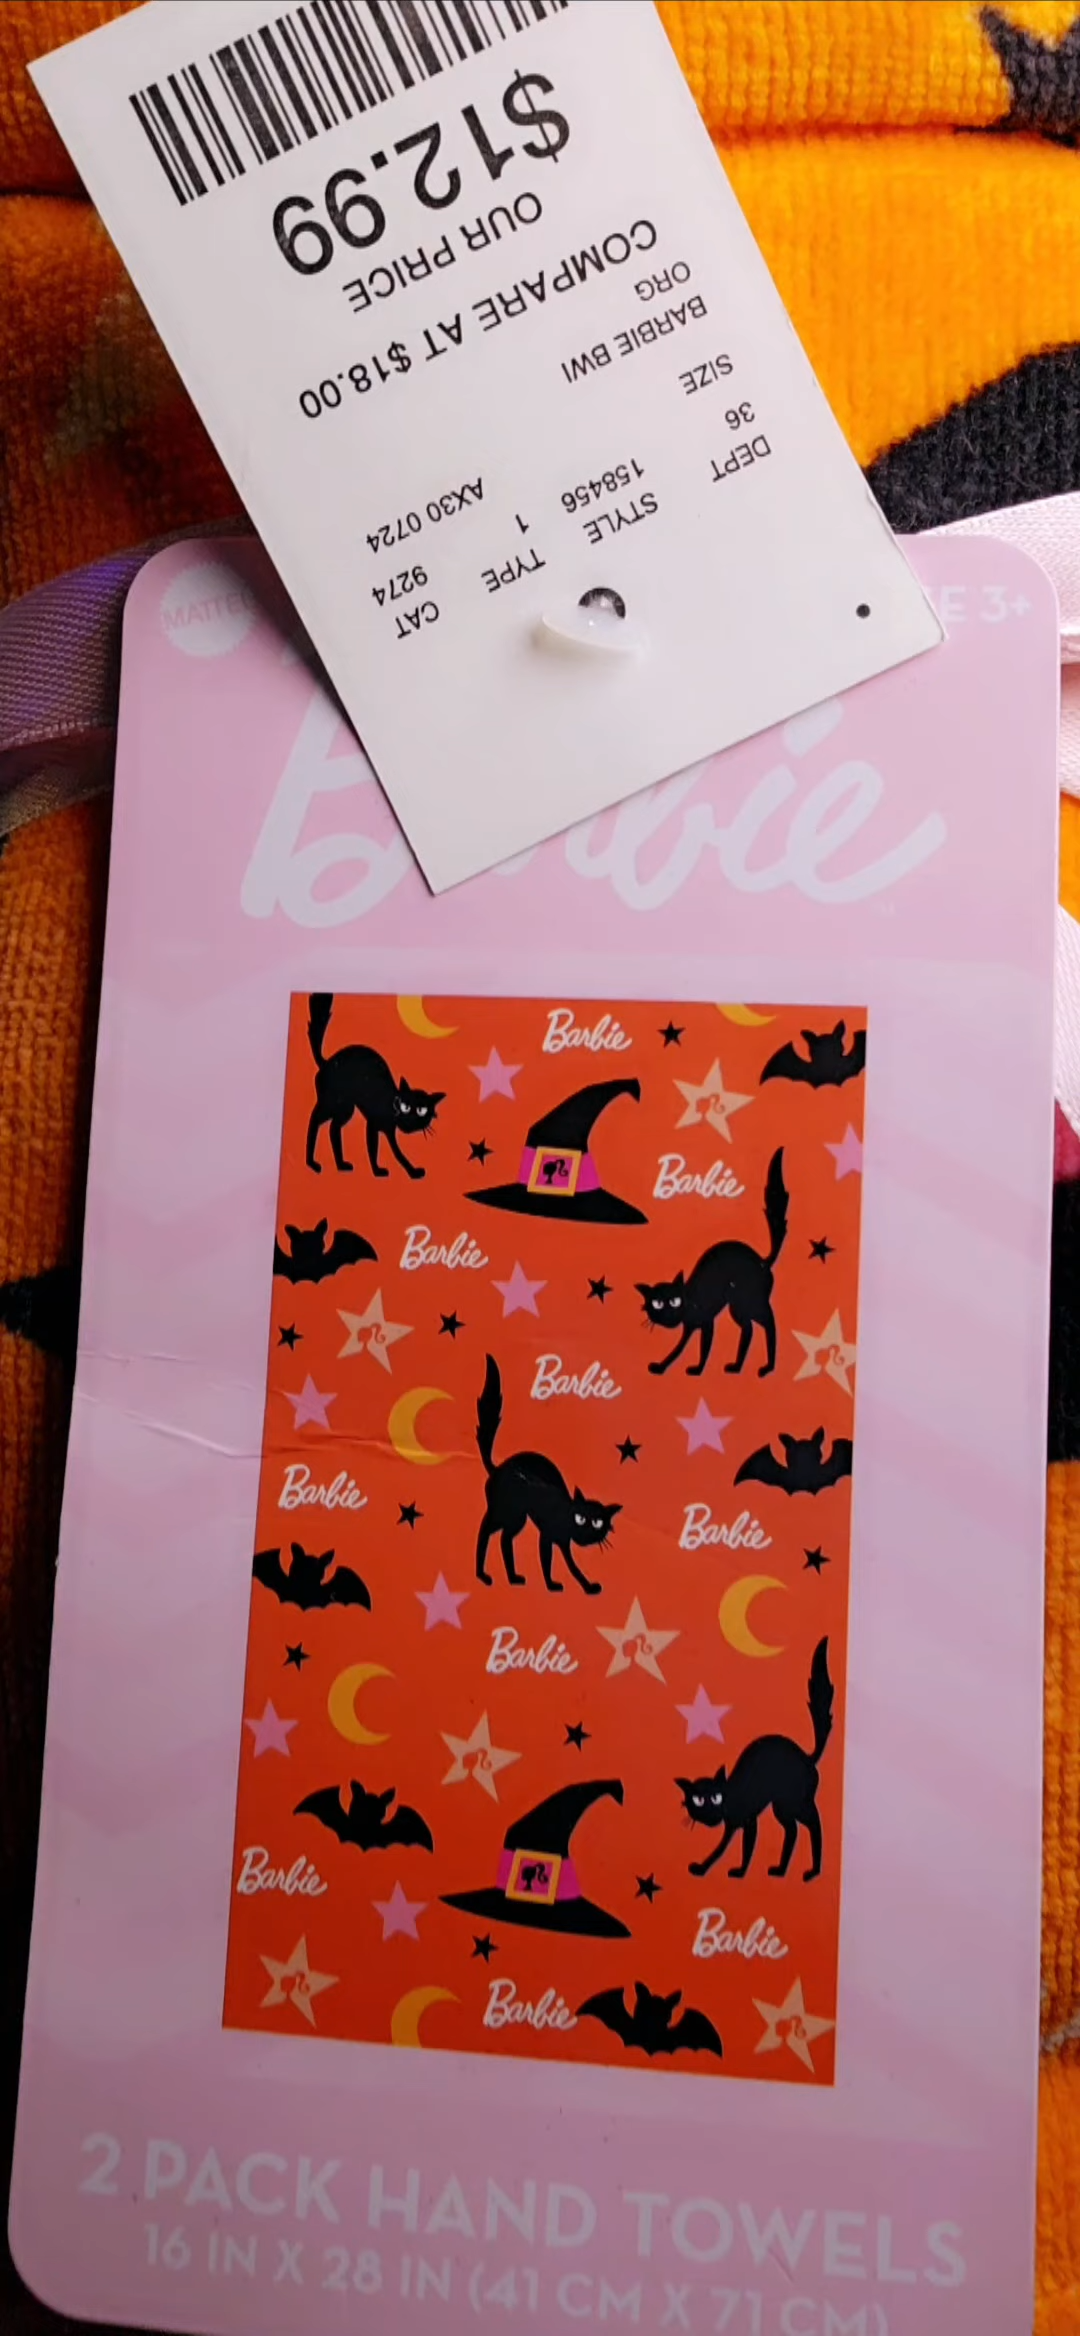 DEPT STYLE TYPE CAT
36 158456 1 9274
SIZE AX30 0724
BARBIE BWI
ORG
COMPARE AT $18.00
OUR PRICE
$12.99
3+
Barbie
Barbie
Barbie
Barbie
Barbie
Barbie
Barbie
Barbie
Barbie
Barbie
2 PACK HAND TOWELS
16 IN X 28 IN (41 CM X 71 CM)